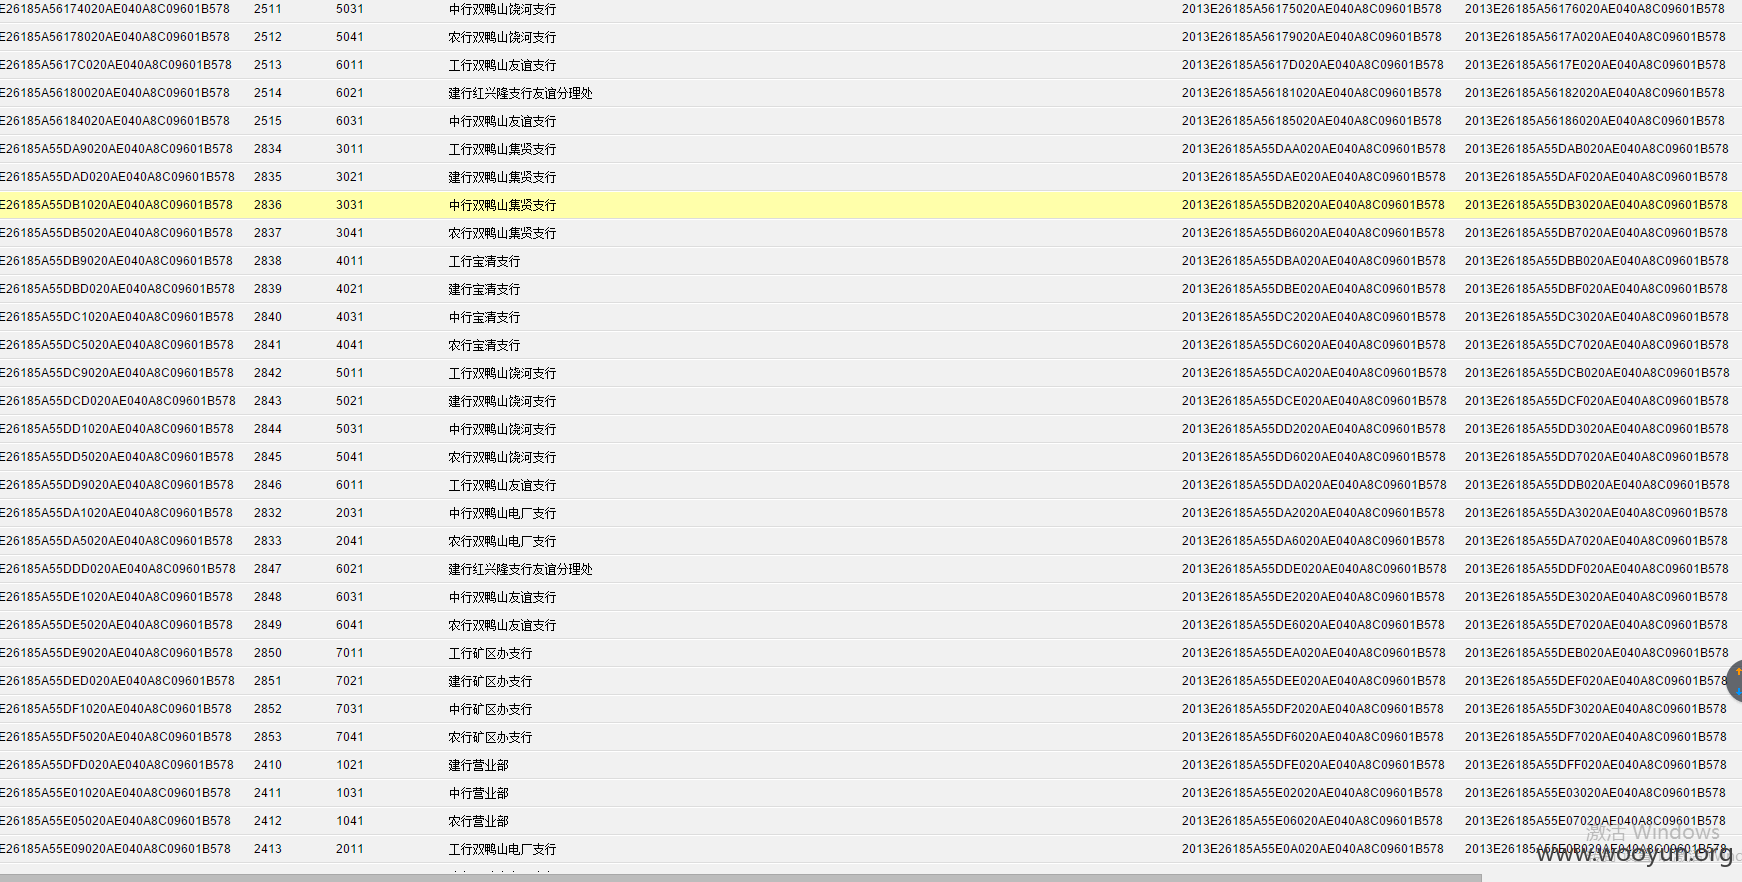 E26185A56174020AE040A8C09601B578 2511 5031 中行双鸭山饶河支行 2013E26185A56175020AE040A8C09601B578 2013E26185A56176020AE040A8C09601B578
E26185A56178020AE040A8C09601B578 2512 5041 农行双鸭山饶河支行 2013E26185A56179020AE040A8C09601B578 2013E26185A5617A020AE040A8C09601B578
E26185A5617C020AE040A8C09601B578 2513 6011 工行双鸭山友谊支行 2013E26185A5617D020AE040A8C09601B578 2013E26185A5617E020AE040A8C09601B578
E26185A56180020AE040A8C09601B578 2514 6021 建行红兴隆支行友谊分理处 2013E26185A56181020AE040A8C09601B578 2013E26185A56182020AE040A8C09601B578
E26185A56184020AE040A8C09601B578 2515 6031 中行双鸭山友谊支行 2013E26185A56185020AE040A8C09601B578 2013E26185A56186020AE040A8C09601B578
E26185A55DA9020AE040A8C09601B578 2834 3011 工行双鸭山集贤支行 2013E26185A55DAA020AE040A8C09601B578 2013E26185A55DAB020AE040A8C09601B578
E26185A55DAD020AE040A8C09601B578 2835 3021 建行双鸭山集贤支行 2013E26185A55DAE020AE040A8C09601B578 2013E26185A55DAF020AE040A8C09601B578
E26185A55DB1020AE040A8C09601B578 2836 3031 中行双鸭山集贤支行 2013E26185A55DB2020AE040A8C09601B578 2013E26185A55DB3020AE040A8C09601B578
E26185A55DB5020AE040A8C09601B578 2837 3041 农行双鸭山集贤支行 2013E26185A55DB6020AE040A8C09601B578 2013E26185A55DB7020AE040A8C09601B578
E26185A55DB9020AE040A8C09601B578 2838 4011 工行宝清支行 2013E26185A55DBA020AE040A8C09601B578 2013E26185A55DBB020AE040A8C09601B578
E26185A55DBD020AE040A8C09601B578 2839 4021 建行宝清支行 2013E26185A55DBE020AE040A8C09601B578 2013E26185A55DBF020AE040A8C09601B578
E26185A55DC1020AE040A8C09601B578 2840 4031 中行宝清支行 2013E26185A55DC2020AE040A8C09601B578 2013E26185A55DC3020AE040A8C09601B578
E26185A55DC5020AE040A8C09601B578 2841 4041 农行宝清支行 2013E26185A55DC6020AE040A8C09601B578 2013E26185A55DC7020AE040A8C09601B578
E26185A55DC9020AE040A8C09601B578 2842 5011 工行双鸭山饶河支行 2013E26185A55DCA020AE040A8C09601B578 2013E26185A55DCB020AE040A8C09601B578
E26185A55DCD020AE040A8C09601B578 2843 5021 建行双鸭山饶河支行 2013E26185A55DCE020AE040A8C09601B578 2013E26185A55DCF020AE040A8C09601B578
E26185A55DD1020AE040A8C09601B578 2844 5031 中行双鸭山饶河支行 2013E26185A55DD2020AE040A8C09601B578 2013E26185A55DD3020AE040A8C09601B578
E26185A55DD5020AE040A8C09601B578 2845 5041 农行双鸭山饶河支行 2013E26185A55DD6020AE040A8C09601B578 2013E26185A55DD7020AE040A8C09601B578
E26185A55DD9020AE040A8C09601B578 2846 6011 工行双鸭山友谊支行 2013E26185A55DDA020AE040A8C09601B578 2013E26185A55DDB020AE040A8C09601B578
E26185A55DA1020AE040A8C09601B578 2832 2031 中行双鸭山电厂支行 2013E26185A55DA2020AE040A8C09601B578 2013E26185A55DA3020AE040A8C09601B578
E26185A55DA5020AE040A8C09601B578 2833 2041 农行双鸭山电厂支行 2013E26185A55DA6020AE040A8C09601B578 2013E26185A55DA7020AE040A8C09601B578
E26185A55DDD020AE040A8C09601B578 2847 6021 建行红兴隆支行友谊分理处 2013E26185A55DDE020AE040A8C09601B578 2013E26185A55DDF020AE040A8C09601B578
E26185A55DE1020AE040A8C09601B578 2848 6031 中行双鸭山友谊支行 2013E26185A55DE2020AE040A8C09601B578 2013E26185A55DE3020AE040A8C09601B578
E26185A55DE5020AE040A8C09601B578 2849 6041 农行双鸭山友谊支行 2013E26185A55DE6020AE040A8C09601B578 2013E26185A55DE7020AE040A8C09601B578
E26185A55DE9020AE040A8C09601B578 2850 7011 工行矿区办支行 2013E26185A55DEA020AE040A8C09601B578 2013E26185A55DEB020AE040A8C09601B578
E26185A55DED020AE040A8C09601B578 2851 7021 建行矿区办支行 2013E26185A55DEE020AE040A8C09601B578 2013E26185A55DEF020AE040A8C09601B578
E26185A55DF1020AE040A8C09601B578 2852 7031 中行矿区办支行 2013E26185A55DF2020AE040A8C09601B578 2013E26185A55DF3020AE040A8C09601B578
E26185A55DF5020AE040A8C09601B578 2853 7041 农行矿区办支行 2013E26185A55DF6020AE040A8C09601B578 2013E26185A55DF7020AE040A8C09601B578
E26185A55DFD020AE040A8C09601B578 2410 1021 建行营业部 2013E26185A55DFE020AE040A8C09601B578 2013E26185A55DFF020AE040A8C09601B578
E26185A55E01020AE040A8C09601B578 2411 1031 中行营业部 2013E26185A55E02020AE040A8C09601B578 2013E26185A55E03020AE040A8C09601B578
E26185A55E05020AE040A8C09601B578 2412 1041 农行营业部 2013E26185A55E06020AE040A8C09601B578 2013E26185A55E07020AE040A8C09601B578
激活 Windows
E26185A55E09020AE040A8C09601B578 2413 2011 工行双鸭山电厂支行 2013E26185A55E0A020AE040A8C09601B578 2013E26185A55E0B020AE040A8C09601B578
www.wooyun.org